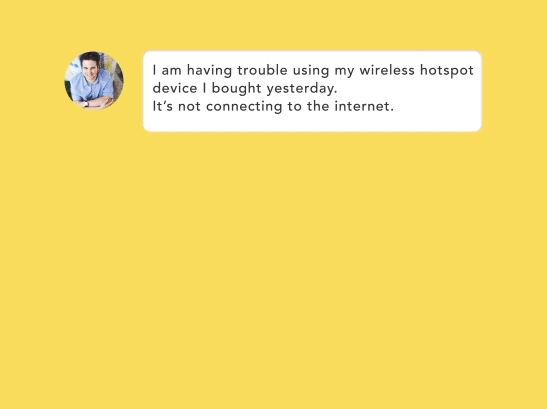 I am having trouble using my wireless hotspot
device I bought yesterday.
It's not connecting to the internet.